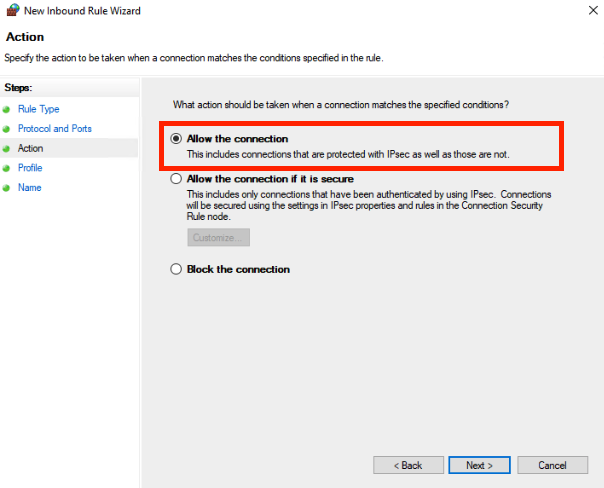 New Inbound Rule Wizard
Action
Specify the action to be taken when a connection matches the conditions specified in the rule.
Steps:
Rule Type
Protocol and Ports
Action
Profile
Name
What action should be taken when a connection matches the specified conditions?
Allow the connection
This includes connections that are protected with IPsec as well as those are not.
Allow the connection if it is secure
This includes only connections that have been authenticated by using IPsec. Connections
will be secured using the settings in IPsec properties and rules in the Connection Security
Rule node.
Customize...
Block the connection
< Back
Next >
Cancel